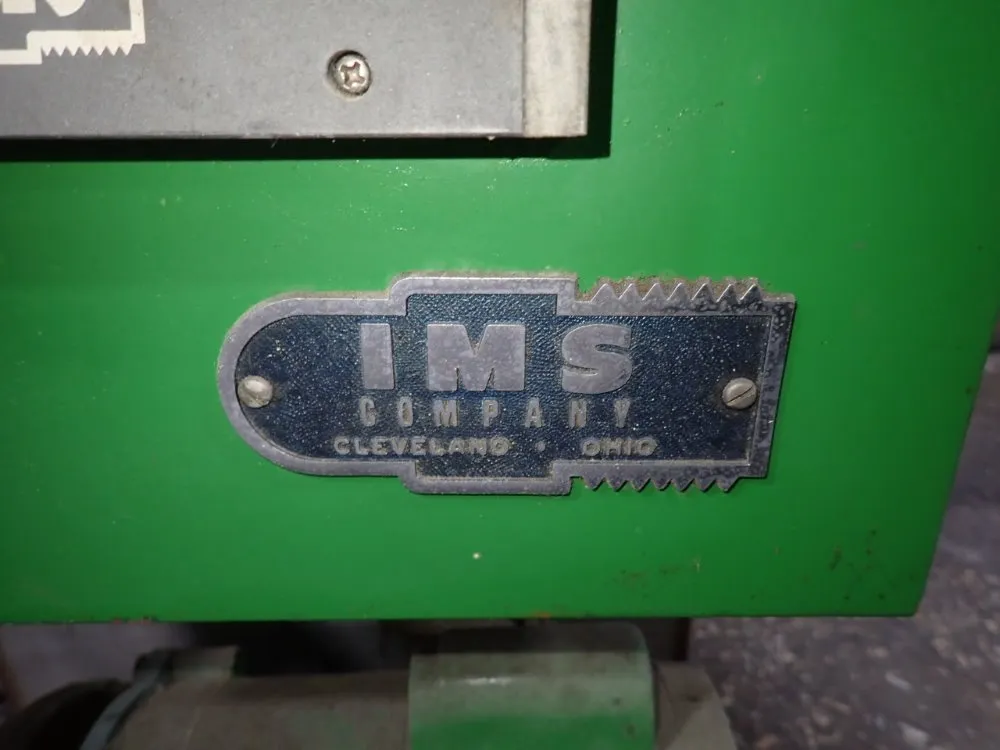 IMS
COMPANY
CLEVELAND • OHIO